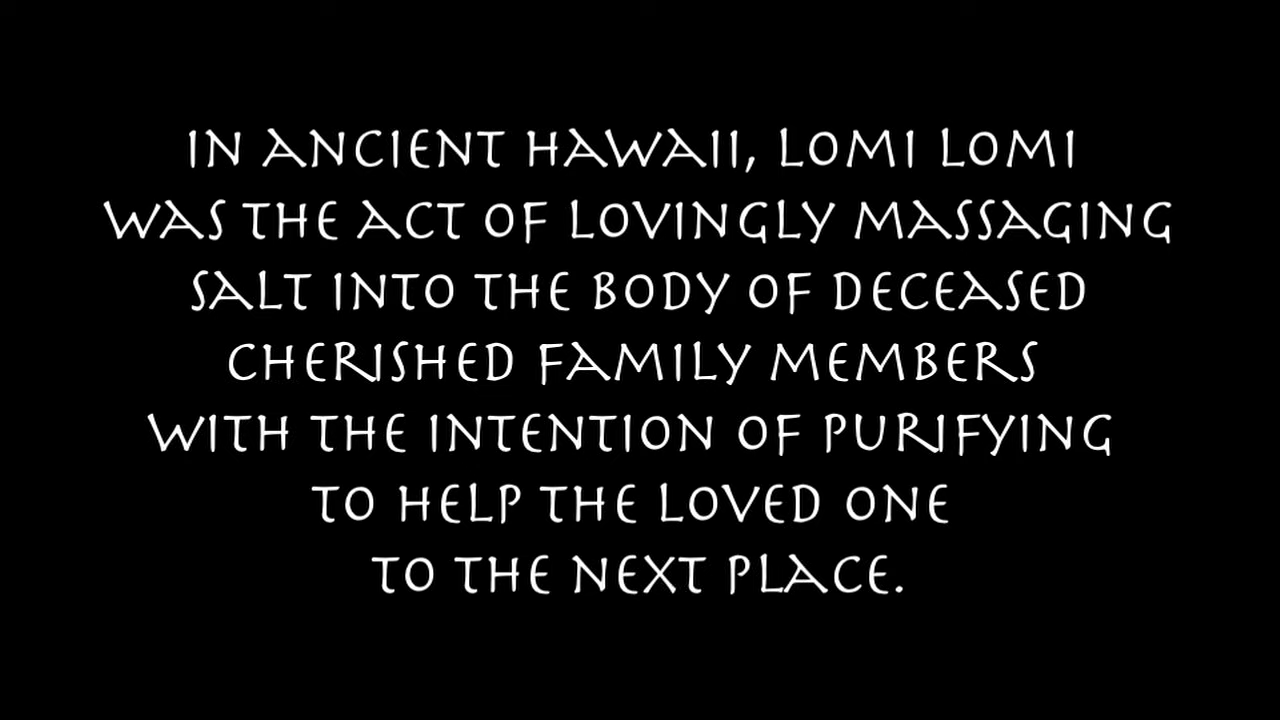 IN ANCIENT HAWAII, LOMI LOMI
WAS THE ACT OF LOVINGLY MASSAGING
SALT INTO THE BODY OF DECEASED
CHERISHED FAMILY MEMBERS
WITH THE INTENTION OF PURIFYING
TO HELP THE LOVED ONE
TO THE NEXT PLACE.